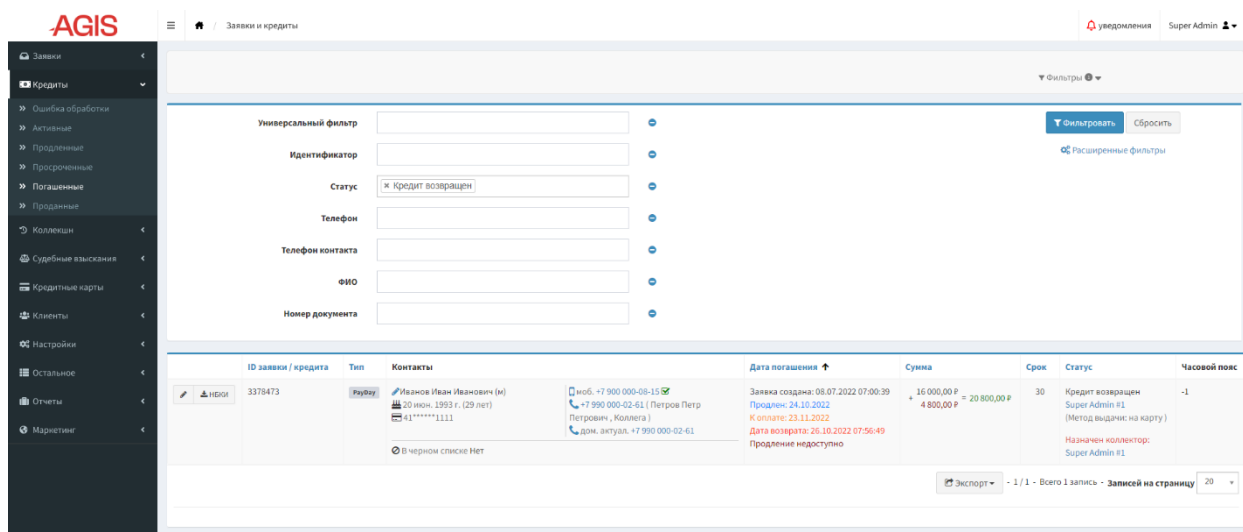 AGIS
/ Заявки и кредиты
уведомления
Super Admin
Заявки
Кредиты
Ошибка обработки
Активные
Продленные
Просроченные
Погашенные
Проданные
Коллекшн
Судебные взыскания
Кредитные карты
Клиенты
Настройки
Остальное
Отчеты
Маркетинг
Фильтры
Универсальный фильтр
Идентификатор
Статус
× Кредит возвращен
Телефон
Телефон контакта
ФИО
Номер документа
Фильтровать
Сбросить
Расширенные фильтры
ID заявки / кредита
Тип
Контакты
Дата погашения ↑
Сумма
Срок
Статус
Часовой пояс
НБКИ
3378473
PayDay
Иванов Иван Иванович (м)
20 июн. 1993 г. (29 лет)
41******1111
В черном списке Нет
моб. +7 900 000-08-15
+7 990 000-02-61 ( Петров Петр
Петрович , Коллега )
дом. актуал. +7 990 000-02-61
Заявка создана: 08.07.2022 07:00:39
Продлен: 24.10.2022
К оплате: 23.11.2022
Дата возврата: 26.10.2022 07:56:49
Продление недоступно
+ 16 000,00 ₽ = 20 800,00 ₽
4 800,00 ₽
30
Кредит возвращен
Super Admin #1
(Метод выдачи: на карту )
Назначен коллектор:
Super Admin #1
-1
Экспорт
- 1 / 1 - Всего 1 запись - Записей на страницу 20